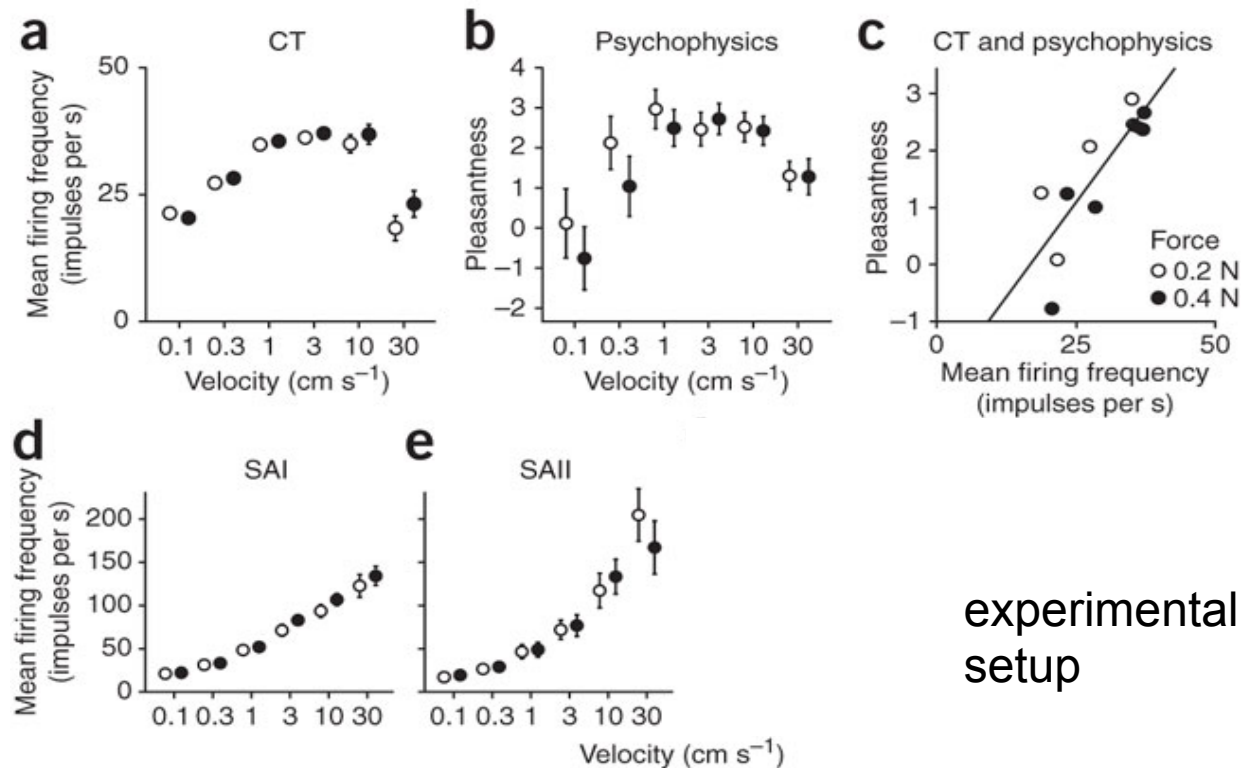 a
CT
Mean firing frequency
(impulses per s)
50
25
0
0.1 0.3 1 3 10 30
Velocity (cm s⁻¹)
b
Psychophysics
Pleasantness
4
3
2
1
0
−1
−2
0.1 0.3 1 3 10 30
Velocity (cm s⁻¹)
c
CT and psychophysics
Pleasantness
3
2
1
0
−1
Force
0.2 N
0.4 N
0 25 50
Mean firing frequency
(impulses per s)
d
SAI
Mean firing frequency
(impulses per s)
200
150
100
50
0
0.1 0.3 1 3 10 30
e
SAII
0.1 0.3 1 3 10 30
Velocity (cm s⁻¹)
experimental
setup